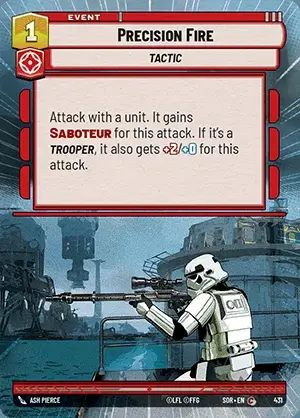 EVENT
1
PRECISION FIRE
TACTIC
Attack with a unit. It gains
SABOTEUR for this attack. If it's a
TROOPER, it also gets +2/+0 for this
attack.
ASH PIERCE ©LFL ©FFG SOR • EN C 431